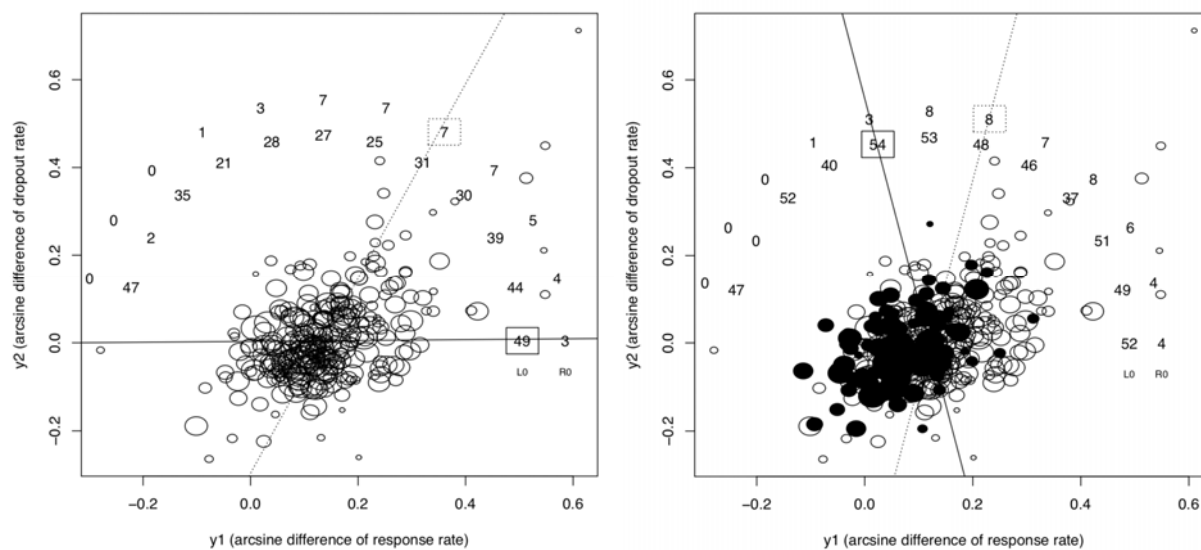 y2 (arcsine difference of dropout rate)
0.6
0.4
0.2
0.0
−0.2
3 7 7
1 28 27 25 7
0 21 31 7
35 30
0 2 39 5
0 47 44 4
49 3
L0 R0
−0.2 0.0 0.2 0.4 0.6
y1 (arcsine difference of response rate)
y2 (arcsine difference of dropout rate)
0.6
0.4
0.2
0.0
−0.2
3 8 8
1 54 53 48 7
0 40 46 8
52 37
0 0 51 6
0 47 49 4
52 4
L0 R0
−0.2 0.0 0.2 0.4 0.6
y1 (arcsine difference of response rate)